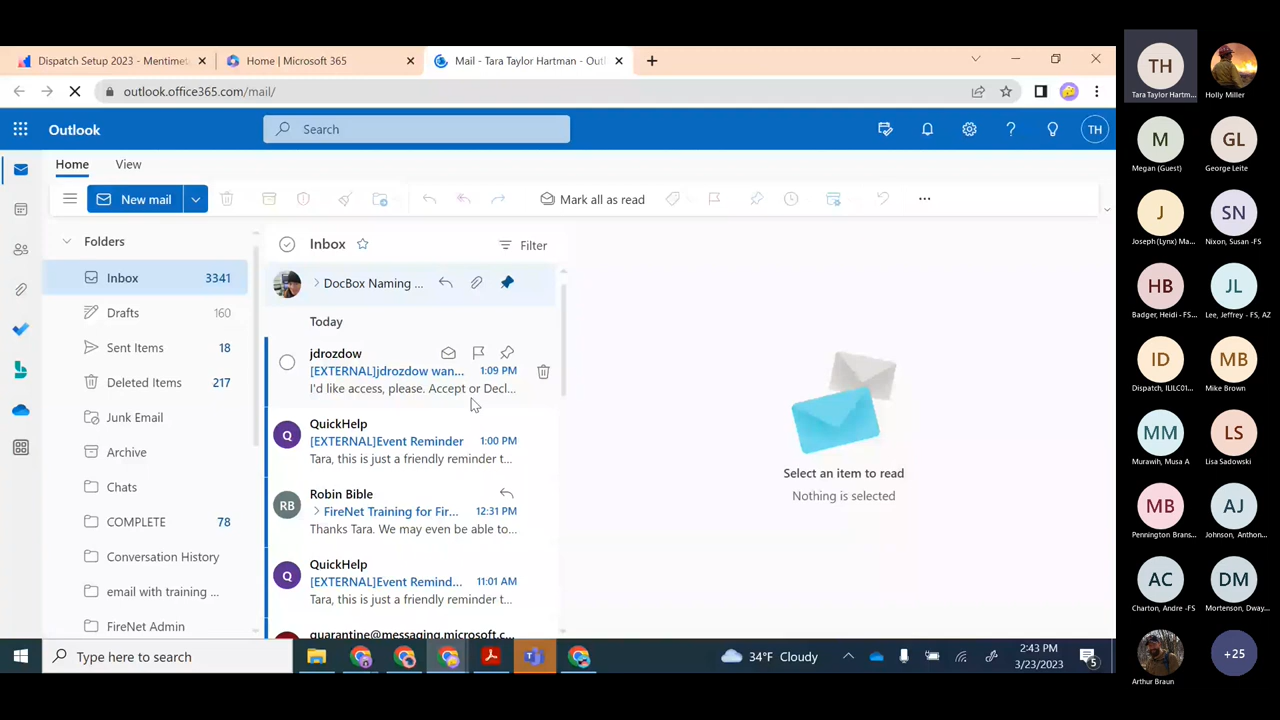 Dispatch Setup 2023 - Mentimet
Home | Microsoft 365
Mail - Tara Taylor Hartman - Outl
outlook.office365.com/mail/
Outlook
Search
TH
Home
View
New mail
Mark all as read
Folders
Inbox 3341
Drafts 160
Sent Items 18
Deleted Items 217
Junk Email
Archive
Chats
COMPLETE 78
Conversation History
email with training ...
FireNet Admin
Inbox
Filter
DocBox Naming ...
Today
jdrozdow
[EXTERNAL]jdrozdow wan... 1:09 PM
I'd like access, please. Accept or Decl...
Q
QuickHelp
[EXTERNAL]Event Reminder 1:00 PM
Tara, this is just a friendly reminder t...
RB
Robin Bible
FireNet Training for Fir... 12:31 PM
Thanks Tara. We may even be able to...
Q
QuickHelp
[EXTERNAL]Event Remind... 11:01 AM
Tara, this is just a friendly reminder t...
quarantine@messaging.microsoft.c...
Select an item to read
Nothing is selected
Type here to search
34°F Cloudy
2:43 PM
3/23/2023
5
TH
Tara Taylor Hartm...
Holly Miller
M
Megan (Guest)
GL
George Leite
J
Joseph (Lynx) Ma...
SN
Nixon, Susan -FS
HB
Badger, Heidi - FS...
JL
Lee, Jeffrey - FS, AZ
ID
Dispatch, ILILC01...
MB
Mike Brown
MM
Murawih, Musa A
LS
Lisa Sadowski
MB
Pennington Brans...
AJ
Johnson, Anthon...
AC
Charton, Andre -FS
DM
Mortenson, Dway...
Arthur Braun
+25